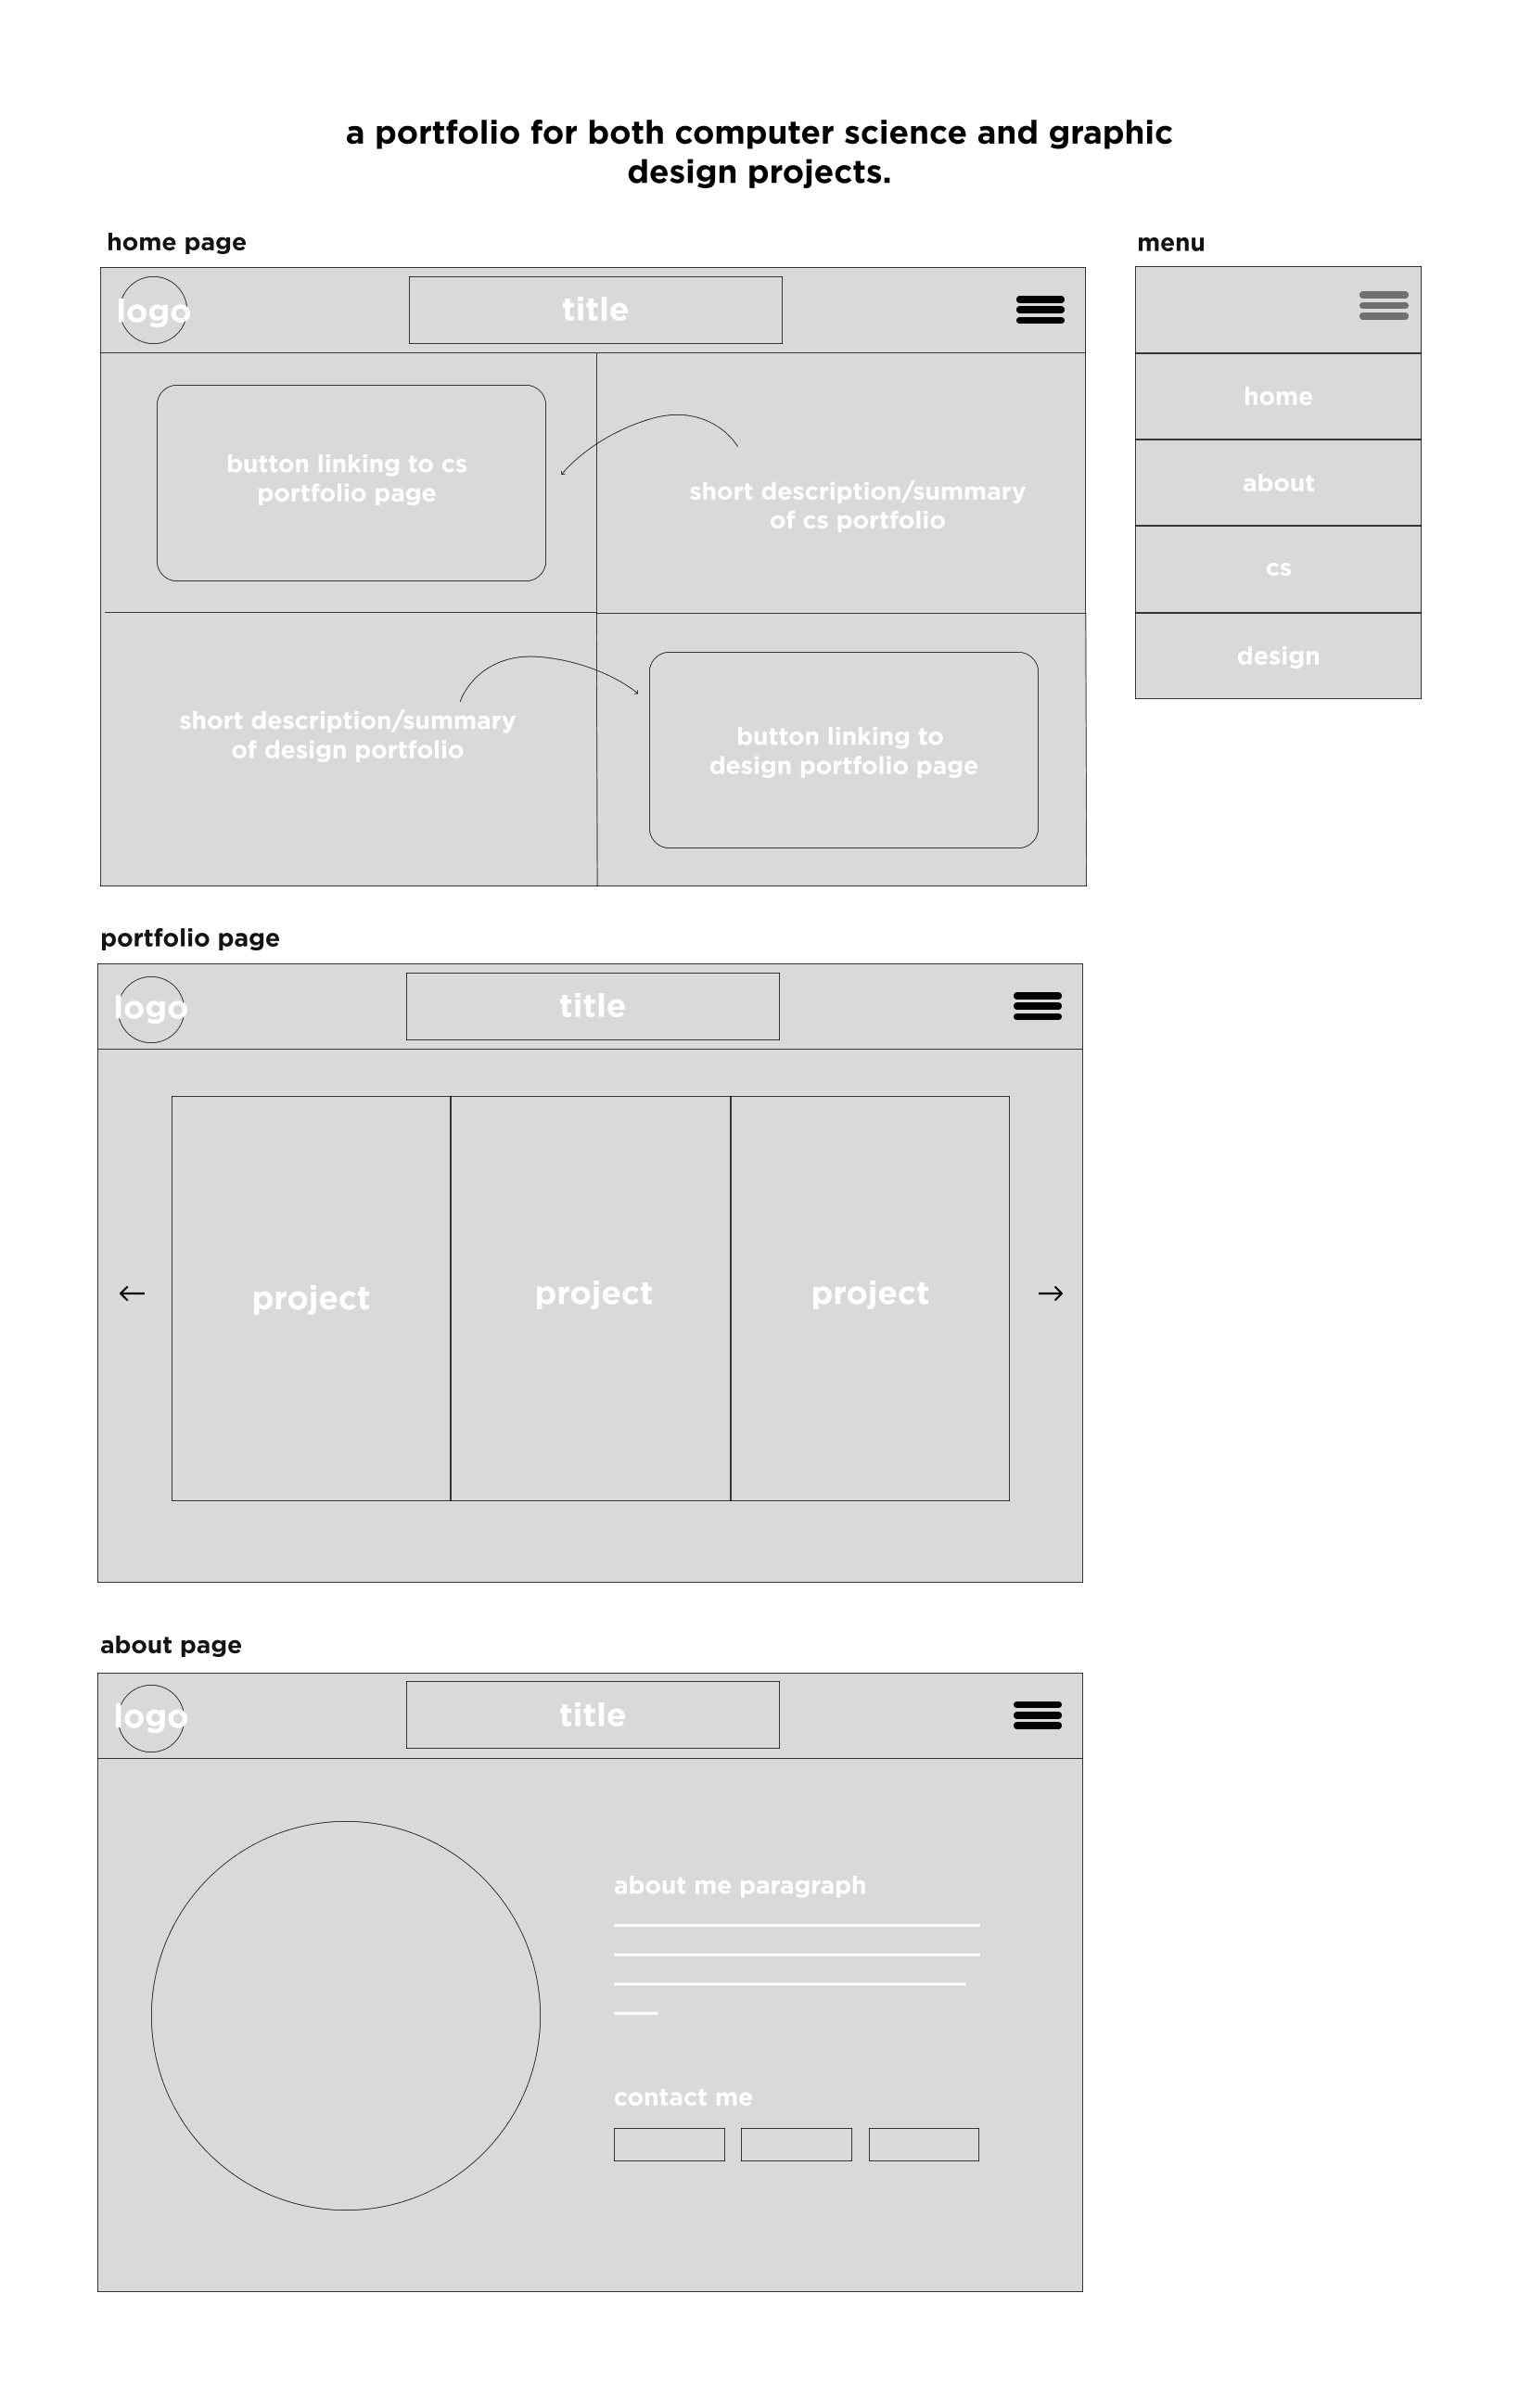 a portfolio for both computer science and graphic
design projects.
home page
menu
logo
title
button linking to cs
portfolio page
short description/summary
of cs portfolio
short description/summary
of design portfolio
button linking to
design portfolio page
home
about
cs
design
portfolio page
logo
title
project
project
project
about page
logo
title
about me paragraph
contact me